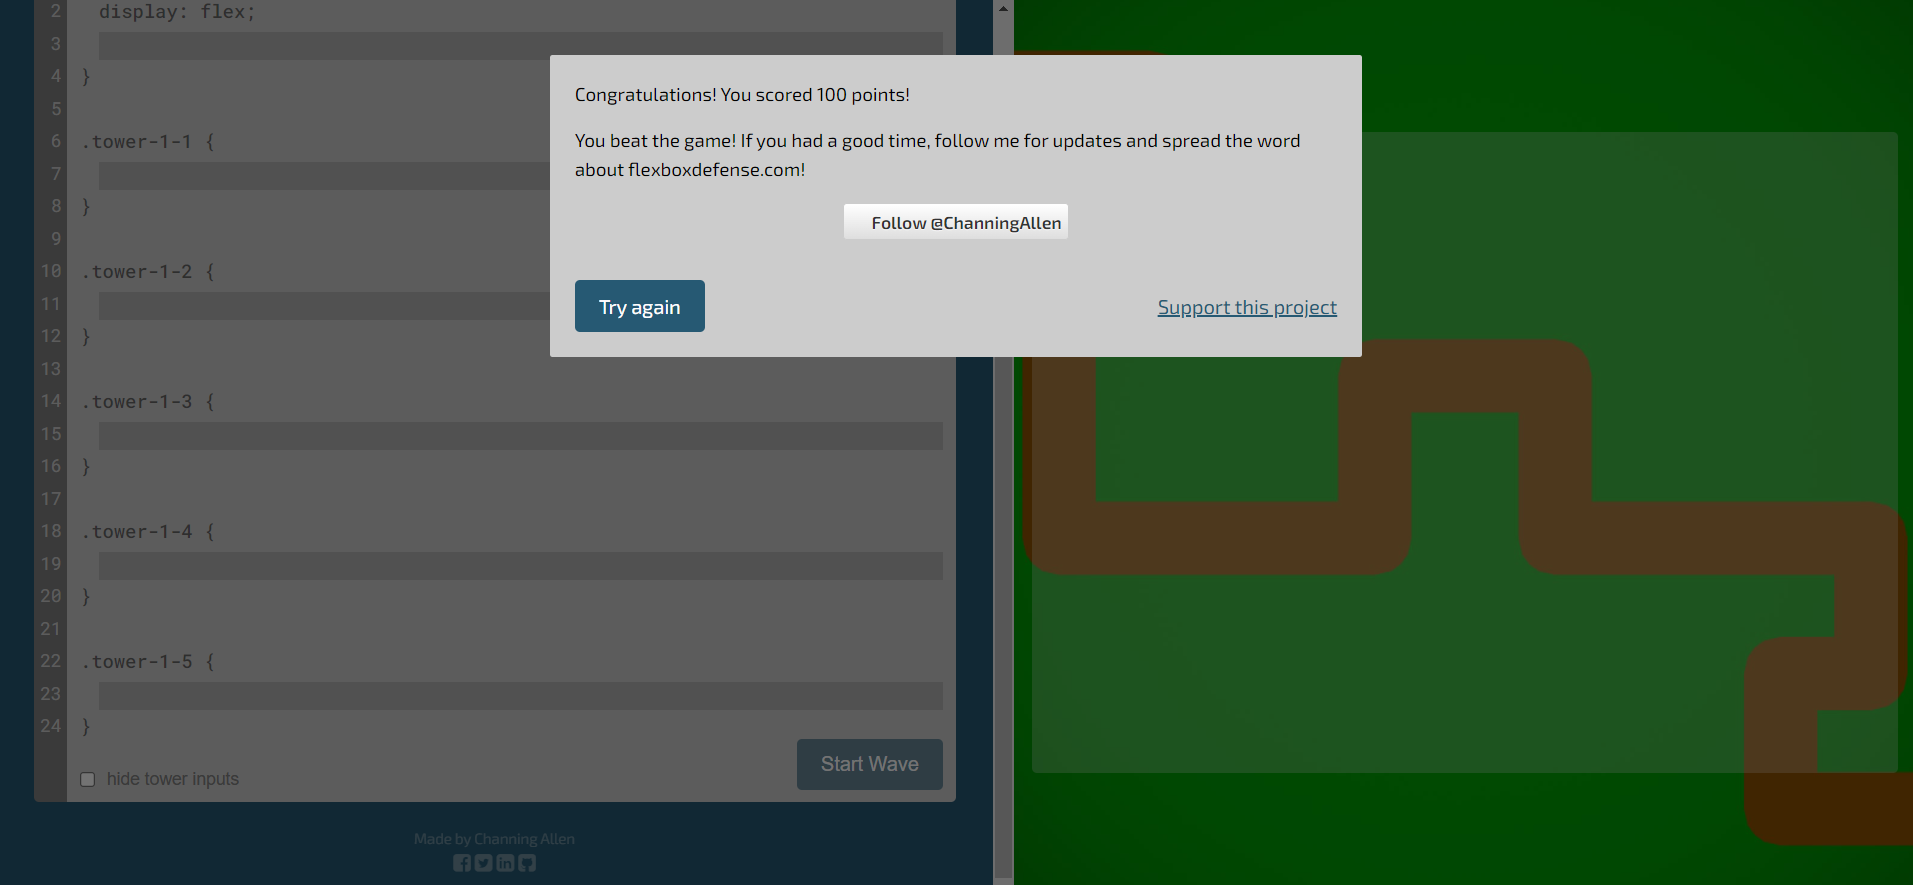 2 display: flex;
3
4 }
5
6 .tower-1-1 {
7
8 }
9
10 .tower-1-2 {
11
12 }
13
14 .tower-1-3 {
15
16 }
17
18 .tower-1-4 {
19
20 }
21
22 .tower-1-5 {
23
24 }
hide tower inputs
Start Wave
Made by Channing Allen
Congratulations! You scored 100 points!
You beat the game! If you had a good time, follow me for updates and spread the word
about flexboxdefense.com!
Follow @ChanningAllen
Try again
Support this project